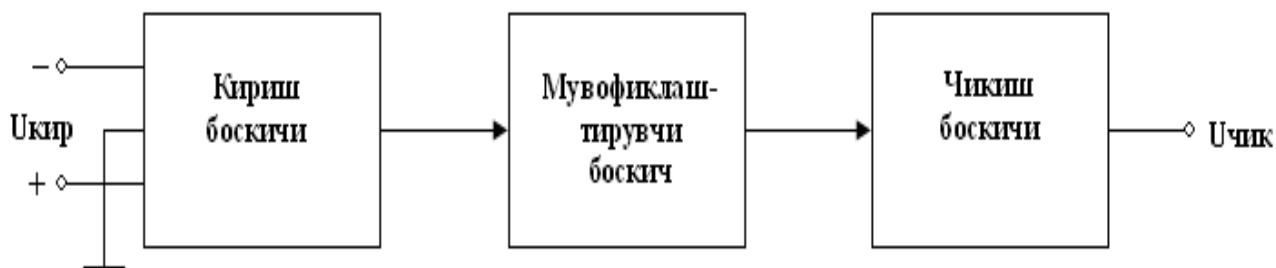 −
Uкир
+
Кириш
боскичи
Мувофиклаш-
тирувчи
боскич
Чикиш
боскичи
Uчик